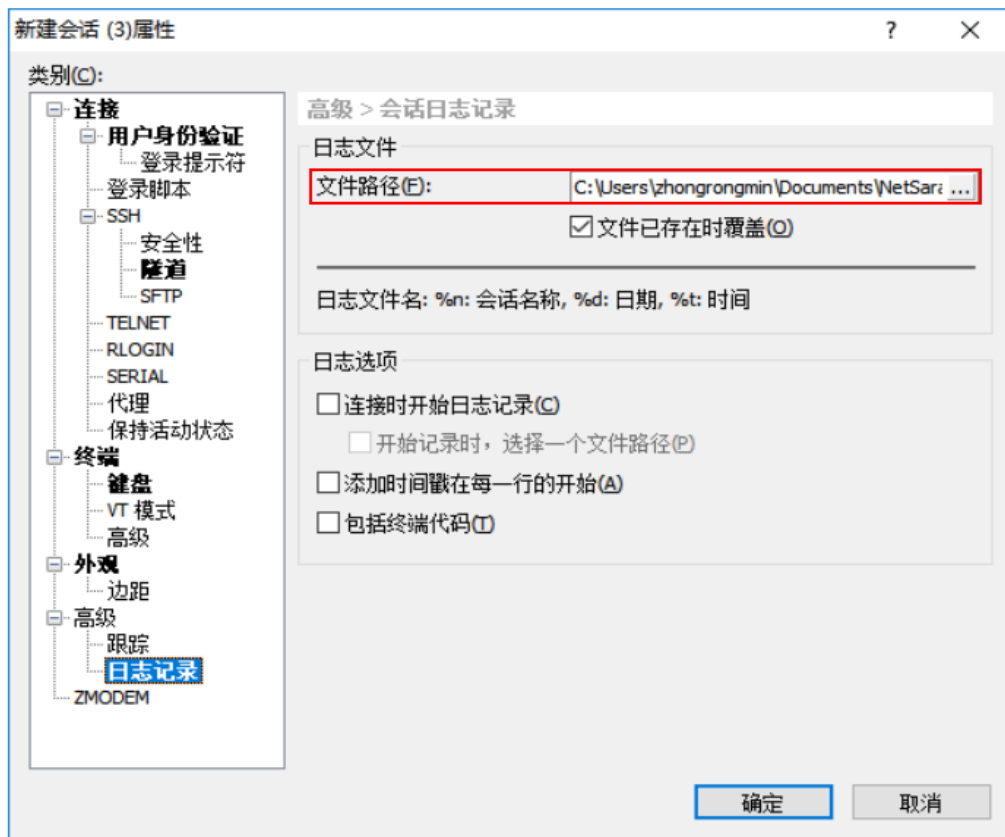 新建会话 (3)属性
?
类别(C):
连接
用户身份验证
登录提示符
登录脚本
SSH
安全性
隧道
SFTP
TELNET
RLOGIN
SERIAL
代理
保持活动状态
终端
键盘
VT 模式
高级
外观
边距
高级
跟踪
日志记录
ZMODEM
高级 > 会话日志记录
日志文件
文件路径(F):
C:\Users\zhongrongmin\Documents\NetSara
...
文件已存在时覆盖(O)
日志文件名: %n: 会话名称, %d: 日期, %t: 时间
日志选项
连接时开始日志记录(C)
开始记录时，选择一个文件路径(P)
添加时间戳在每一行的开始(A)
包括终端代码(T)
确定
取消